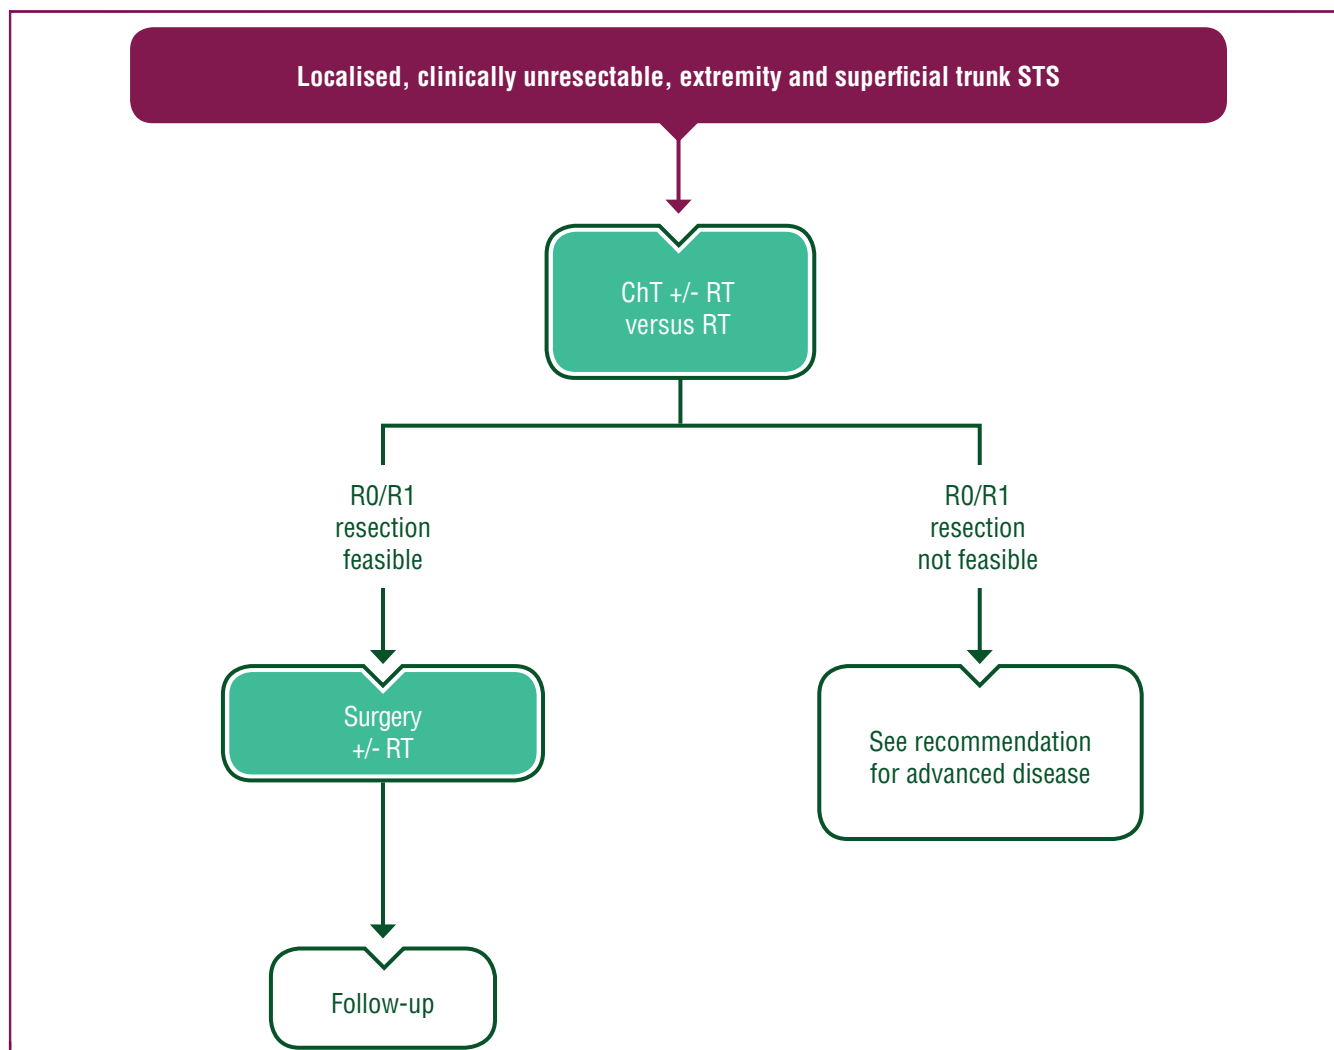 Localised, clinically unresectable, extremity and superficial trunk STS
ChT +/- RT
versus RT
R0/R1
resection
feasible
R0/R1
resection
not feasible
Surgery
+/- RT
See recommendation
for advanced disease
Follow-up